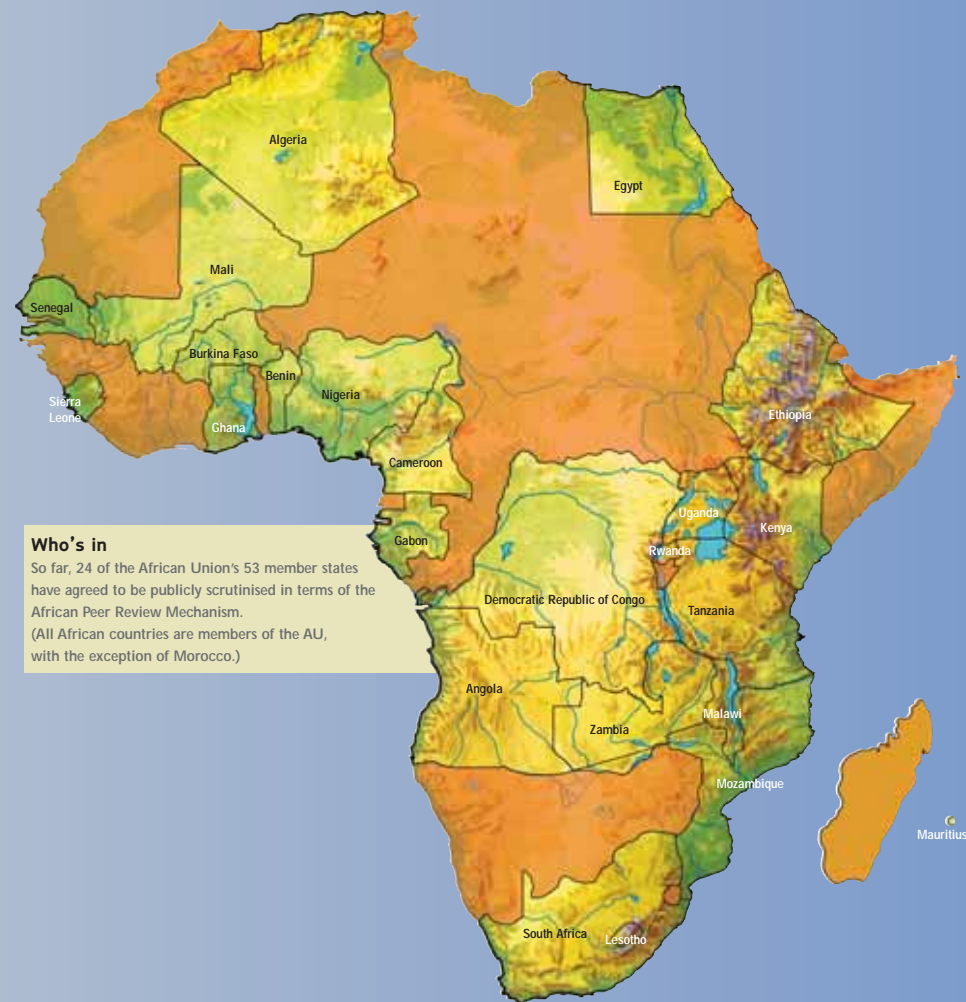 Algeria
Egypt
Mali
Senegal
Burkina Faso
Benin
Nigeria
Sierra
Leone
Ghana
Ethiopia
Cameroon
Uganda
Kenya
Gabon
Rwanda
Who's in
So far, 24 of the African Union's 53 member states
have agreed to be publicly scrutinised in terms of the
African Peer Review Mechanism.
(All African countries are members of the AU,
with the exception of Morocco.)
Democratic Republic of Congo
Tanzania
Angola
Malawi
Zambia
Mozambique
Mauritius
South Africa
Lesotho